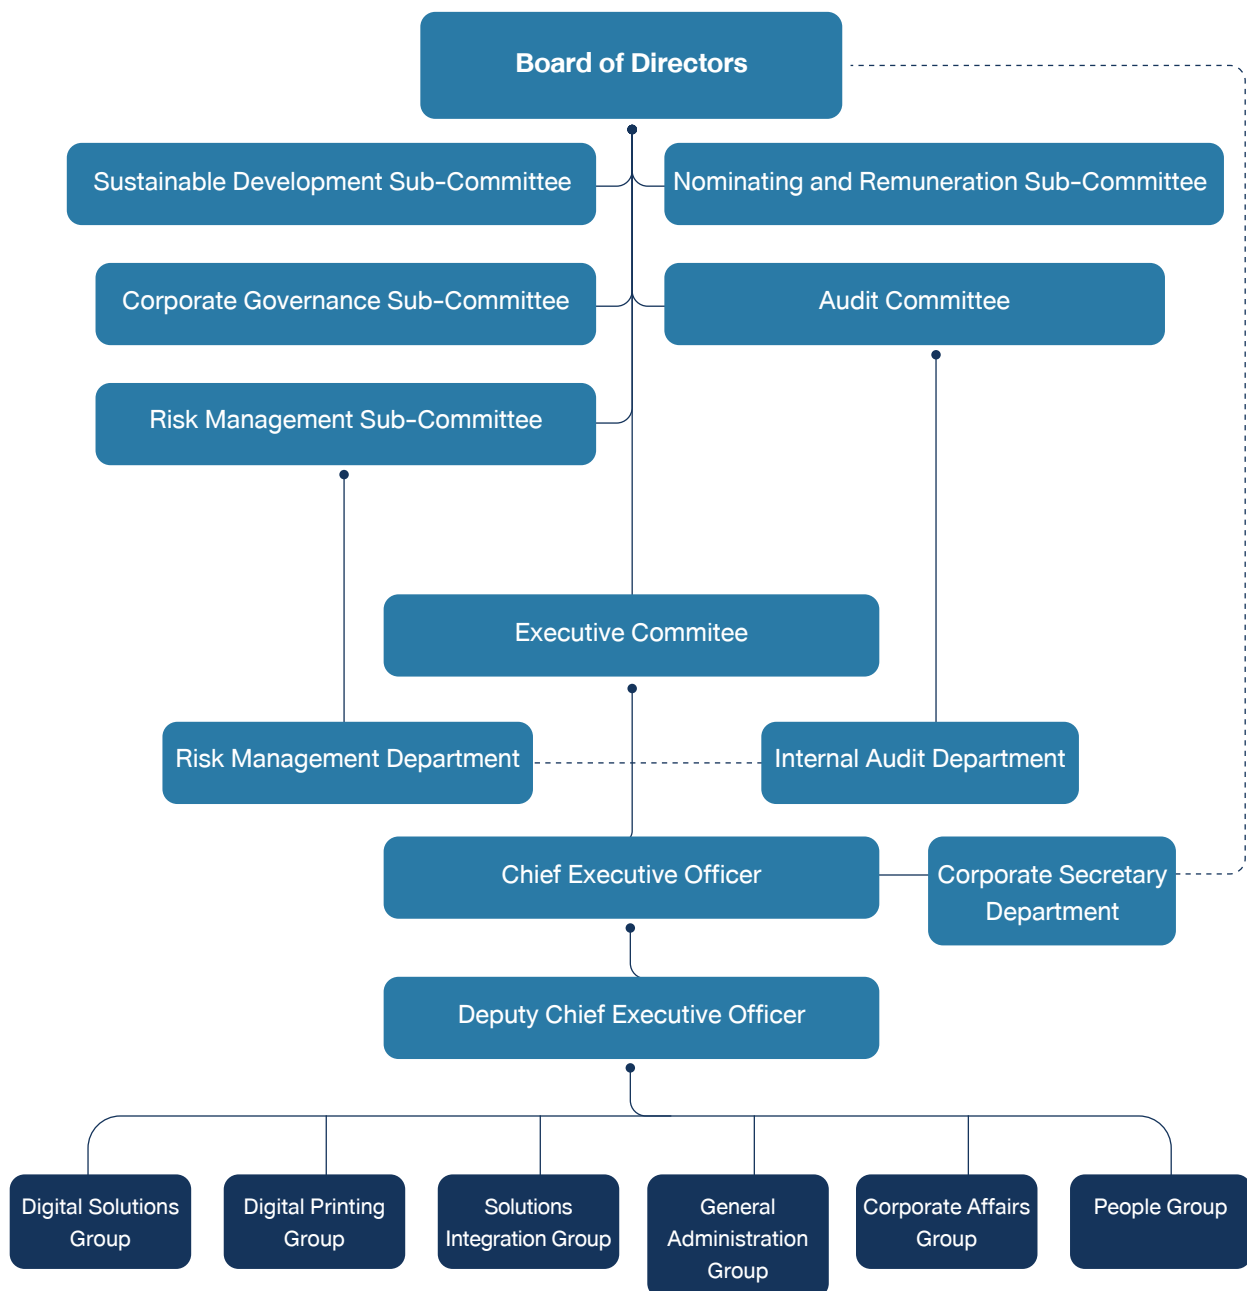 Board of Directors
Sustainable Development Sub-Committee
Nominating and Remuneration Sub-Committee
Corporate Governance Sub-Committee
Audit Committee
Risk Management Sub-Committee
Executive Commitee
Risk Management Department
Internal Audit Department
Chief Executive Officer
Corporate Secretary
Department
Deputy Chief Executive Officer
Digital Solutions
Group
Digital Printing
Group
Solutions
Integration Group
General
Administration
Group
Corporate Affairs
Group
People Group